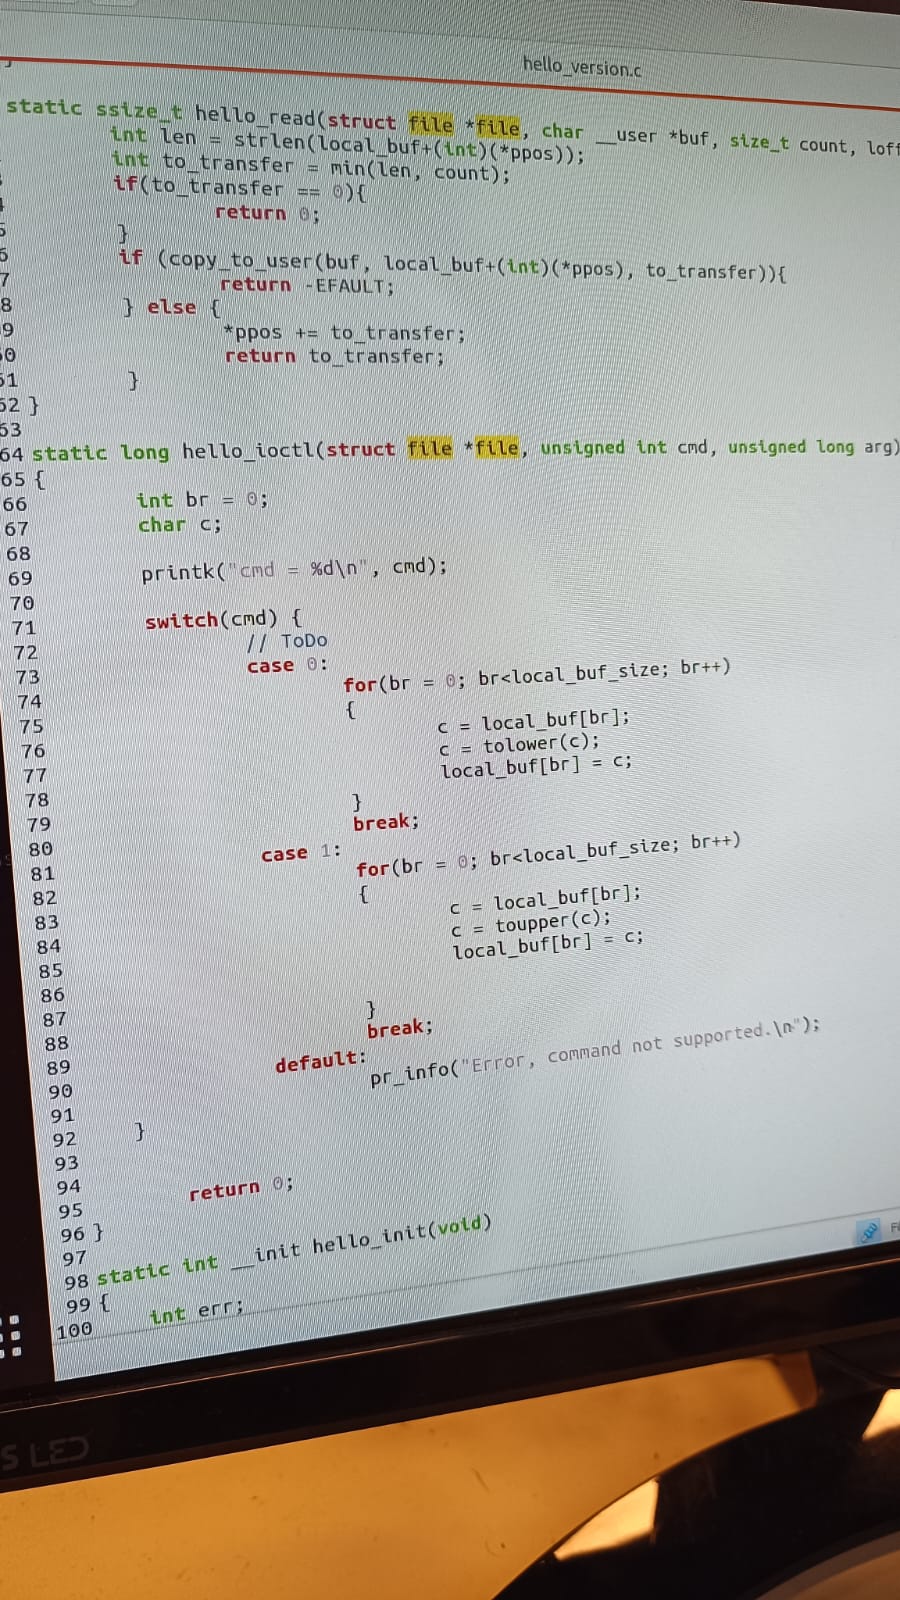 hello_version.c
static ssize_t hello_read(struct file *file, char __user *buf, size_t count, loff
int len = strlen(local_buf+(int)(*ppos));
int to_transfer = min(len, count);
if(to_transfer == 0){
return 0;
}
if (copy_to_user(buf, local_buf+(int)(*ppos), to_transfer)){
return -EFAULT;
8 } else {
9 *ppos += to_transfer;
0 return to_transfer;
51 }
52 }
53
64 static long hello_ioctl(struct file *file, unsigned int cmd, unsigned long arg)
65 {
66 int br = 0;
67 char c;
68
69 printk("cmd = %d\n", cmd);
70
71 switch(cmd) {
72 // ToDo
73 case 0:
74 for(br = 0; br<local_buf_size; br++)
75 {
76 c = local_buf[br];
77 c = tolower(c);
78 local_buf[br] = c;
79 }
80 break;
81 case 1:
82 for(br = 0; br<local_buf_size; br++)
83 {
84 c = local_buf[br];
85 c = toupper(c);
86 local_buf[br] = c;
87
88 }
89 break;
90 default:
91 pr_info("Error, command not supported.\n");
92 }
93
94
95 return 0;
96 }
97
98 static int __init hello_init(void)
99 {
100 int err;
S LED